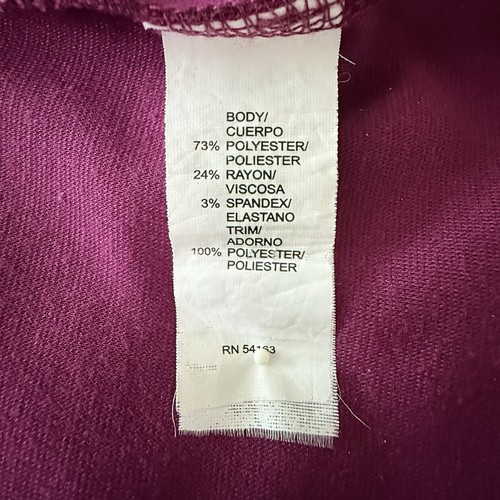 BODY/
CUERPO
73% POLYESTER/
POLIESTER
24% RAYON/
VISCOSA
3% SPANDEX/
ELASTANO
TRIM/
ADORNO
100% POLYESTER/
POLIESTER
RN